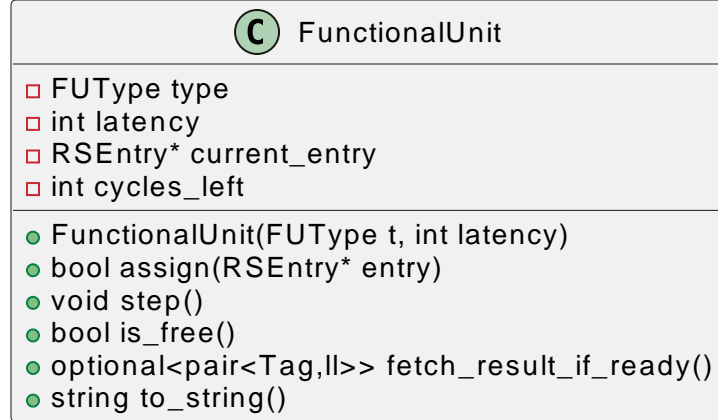 C FunctionalUnit
FUType type
int latency
RSEntry* current_entry
int cycles_left
FunctionalUnit(FUType t, int latency)
bool assign(RSEntry* entry)
void step()
bool is_free()
optional<pair<Tag,ll>> fetch_result_if_ready()
string to_string()